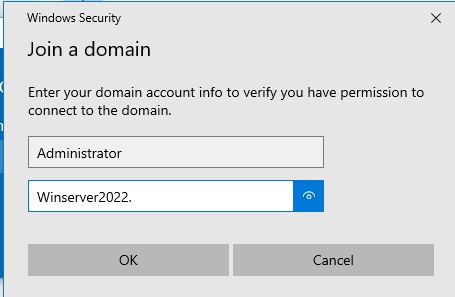 Windows Security
Join a domain
Enter your domain account info to verify you have permission to
connect to the domain.
Administrator
Winserver2022.
OK
Cancel